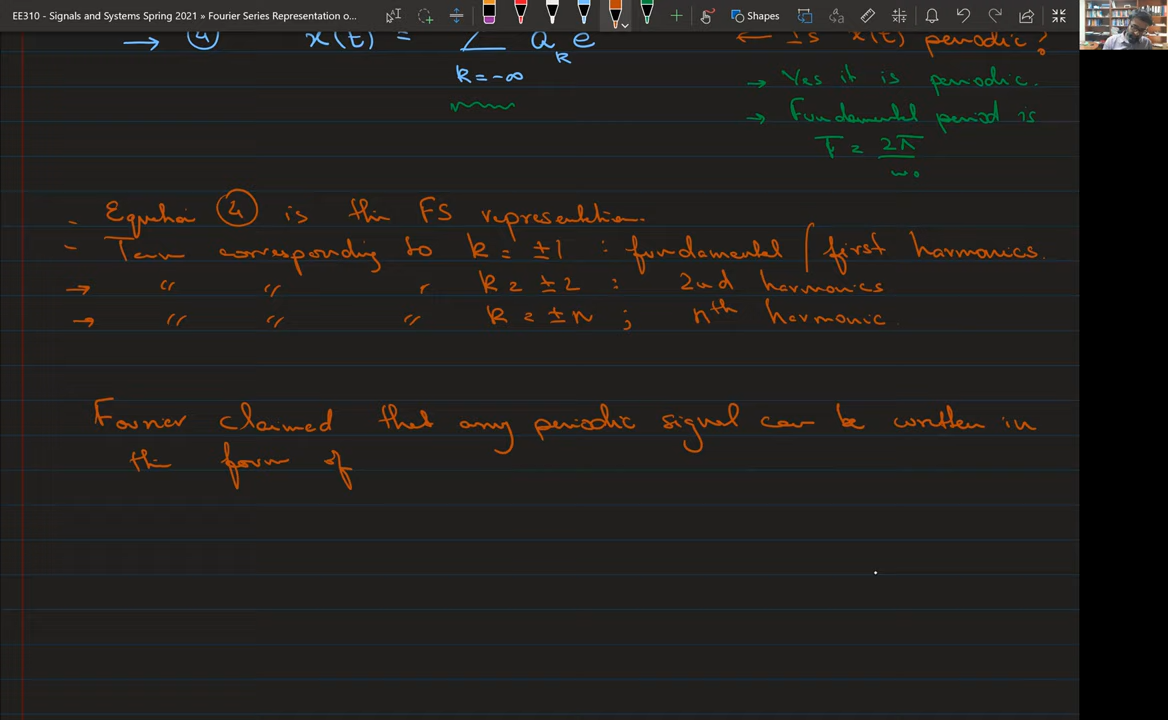 EE310 - Signals and Systems Spring 2021 » Fourier Series Representation o...
Shapes
→ (4) x(t) = Σ a_k e ← Is x(t) periodic?
k = -∞
→ Yes it is periodic.
→ Fundamental period is
T = 2π / ω₀
- Equation (4) is the FS representation.
- Term corresponding to k = ±1 : fundamental / first harmonics.
→ " " " k = ±2 : 2nd harmonics
→ " " " k = ±n ; nth harmonic.
Fourier claimed that any periodic signal can be written in
the form of